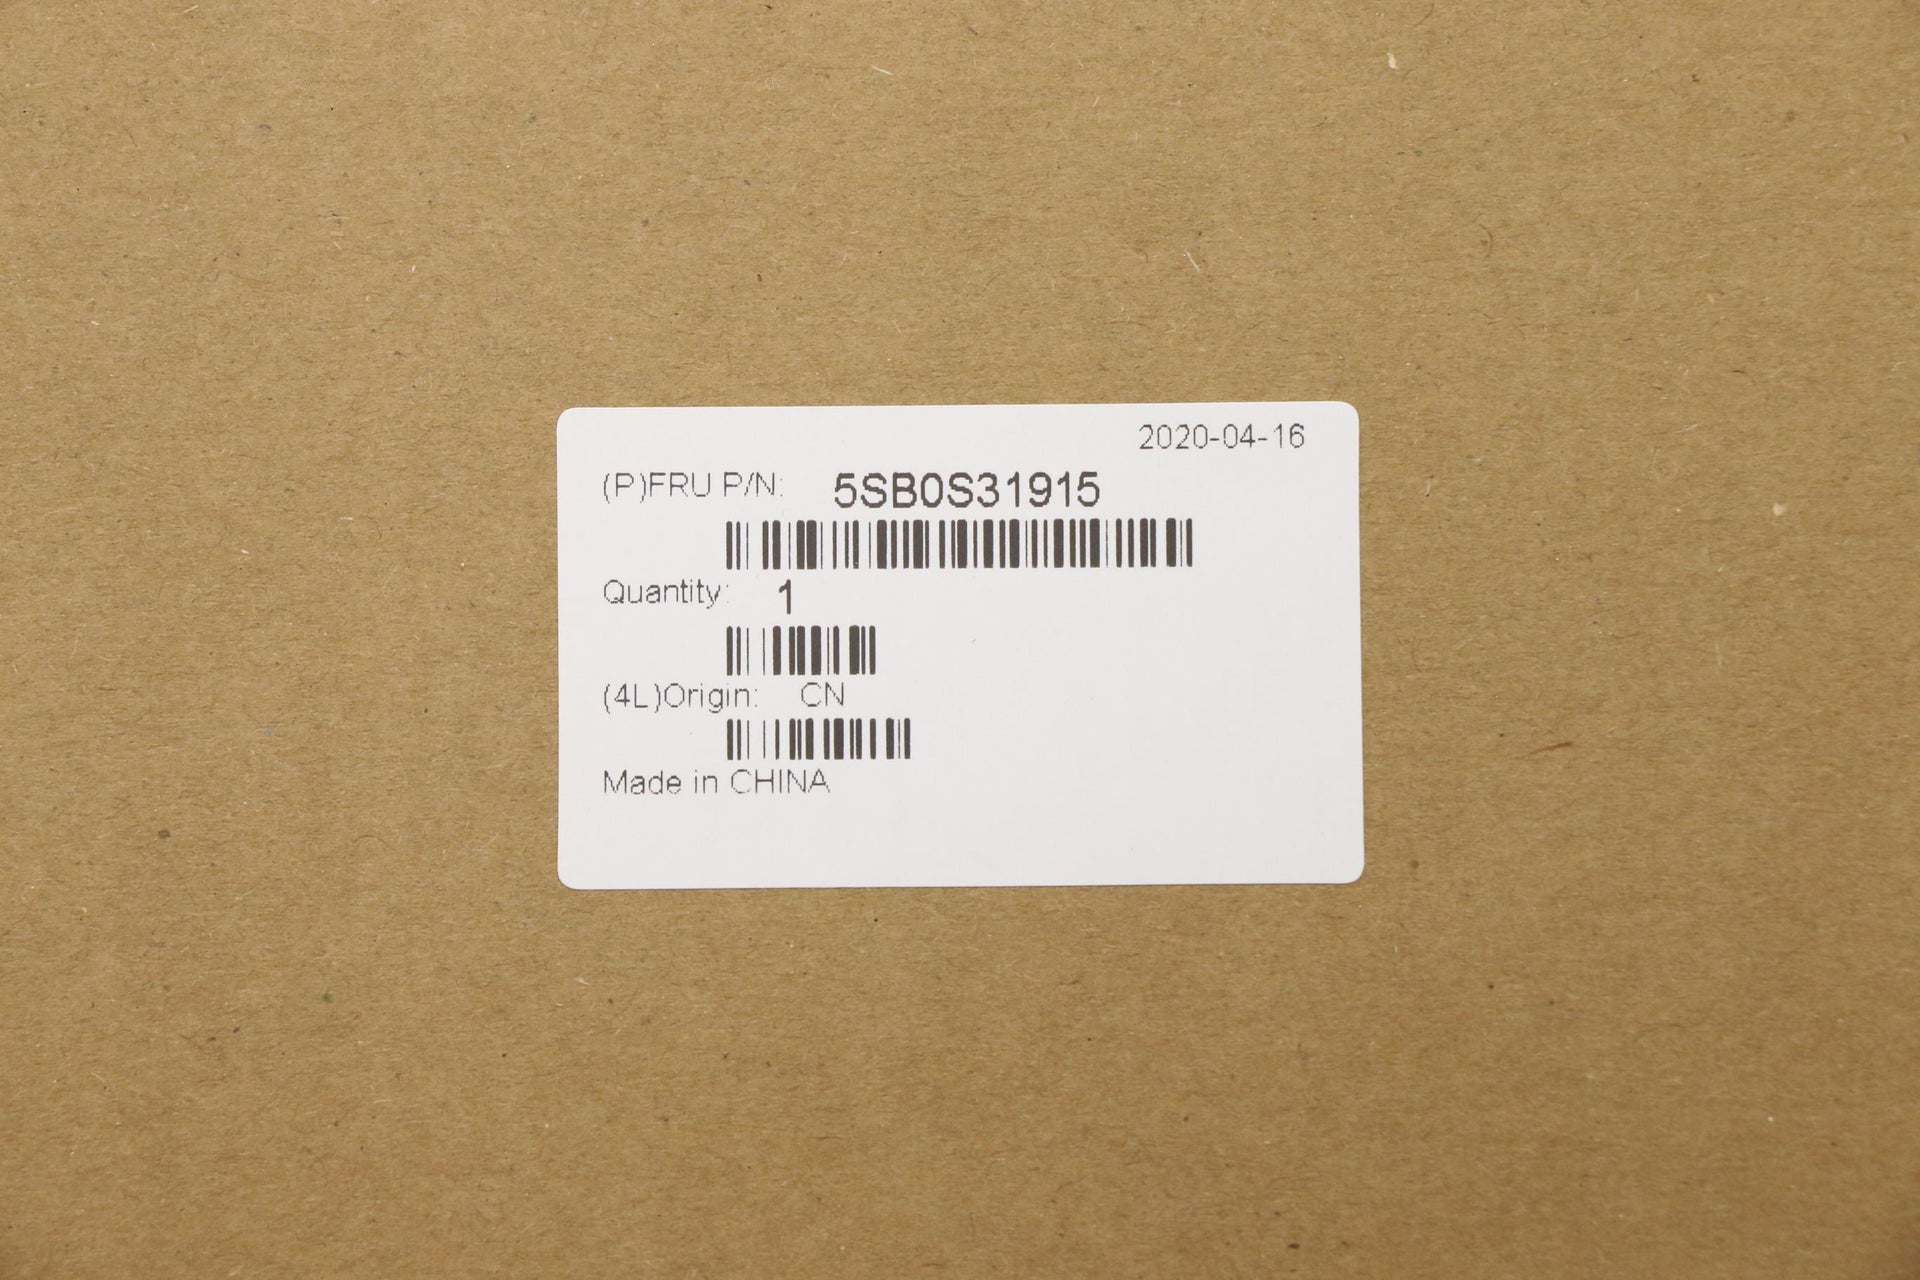 2020-04-16
(P)FRU P/N: 5SB0S31915
Quantity: 1
(4L)Origin: CN
Made in CHINA